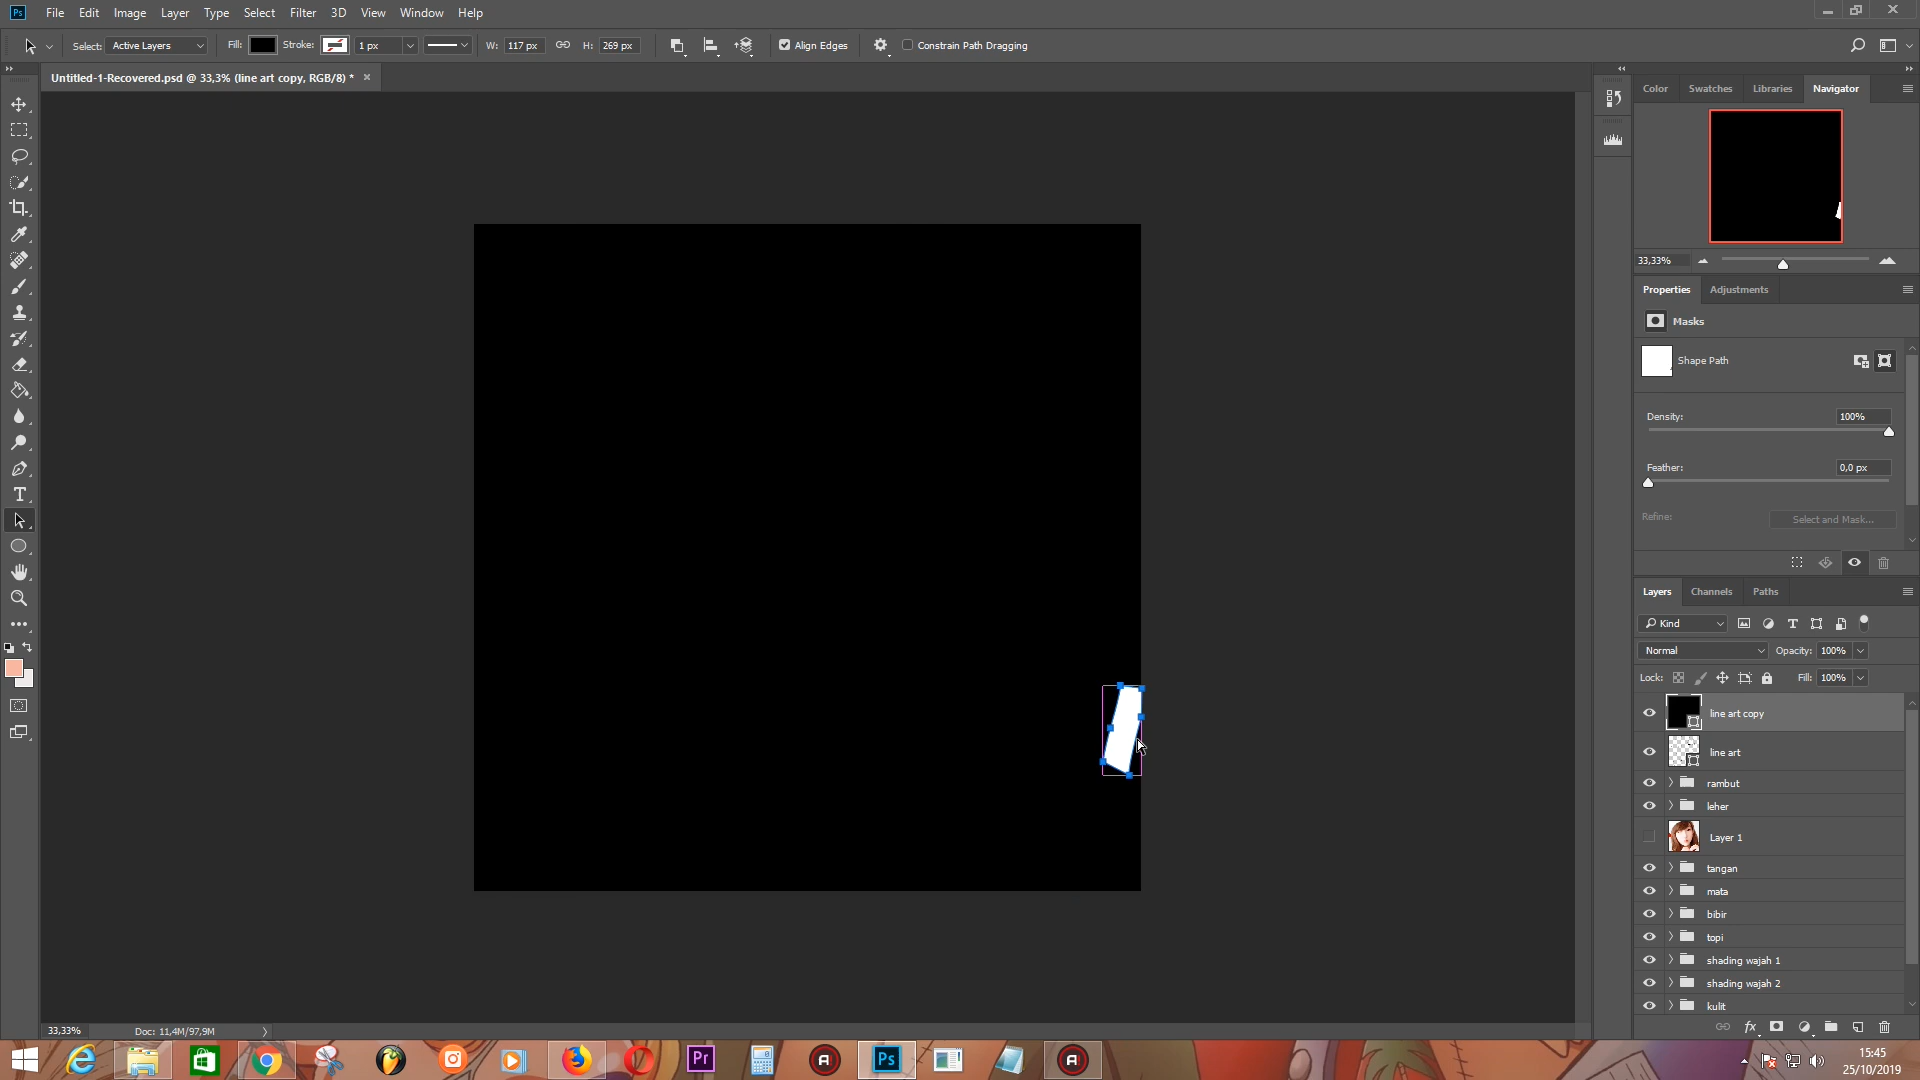 Ps File Edit Image Layer Type Select Filter 3D View Window Help
Select: Active Layers Fill: Stroke: 1 px W: 117 px H: 269 px Align Edges Constrain Path Dragging
Untitled-1-Recovered.psd @ 33,3% (line art copy, RGB/8) * ×
Color Swatches Libraries Navigator
33,33%
Properties Adjustments
Masks
Shape Path
Density: 100%
Feather: 0,0 px
Refine: Select and Mask...
Layers Channels Paths
Kind
Normal Opacity: 100%
Lock: Fill: 100%
line art copy
line art
rambut
leher
Layer 1
tangan
mata
bibir
topi
shading wajah 1
shading wajah 2
kulit
33,33% Doc: 11,4M/97,9M
Pr Ps
15:45
25/10/2019